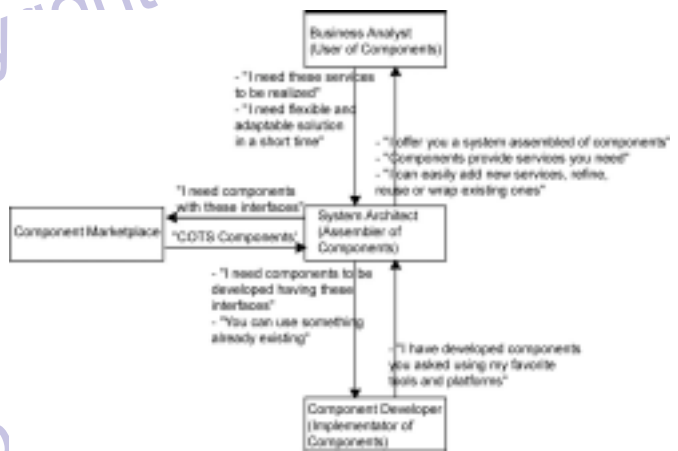 Business Analyst
(User of Components)
- "I need these services
to be realized"
- "I need flexible and
adaptable solution
in a short time"
- "I offer you a system assembled of components"
- "Components provide services you need"
- "I can easily add new services, refine,
reuse or wrap existing ones"
"I need components
with these interfaces"
Component Marketplace
"COTS Components"
System Architect
(Assembler of
Components)
- "I need components to be
developed having these
interfaces"
- "You can use something
already existing"
- "I have developed components
you asked using my favorite
tools and platforms"
Component Developer
(Implementator of
Components)